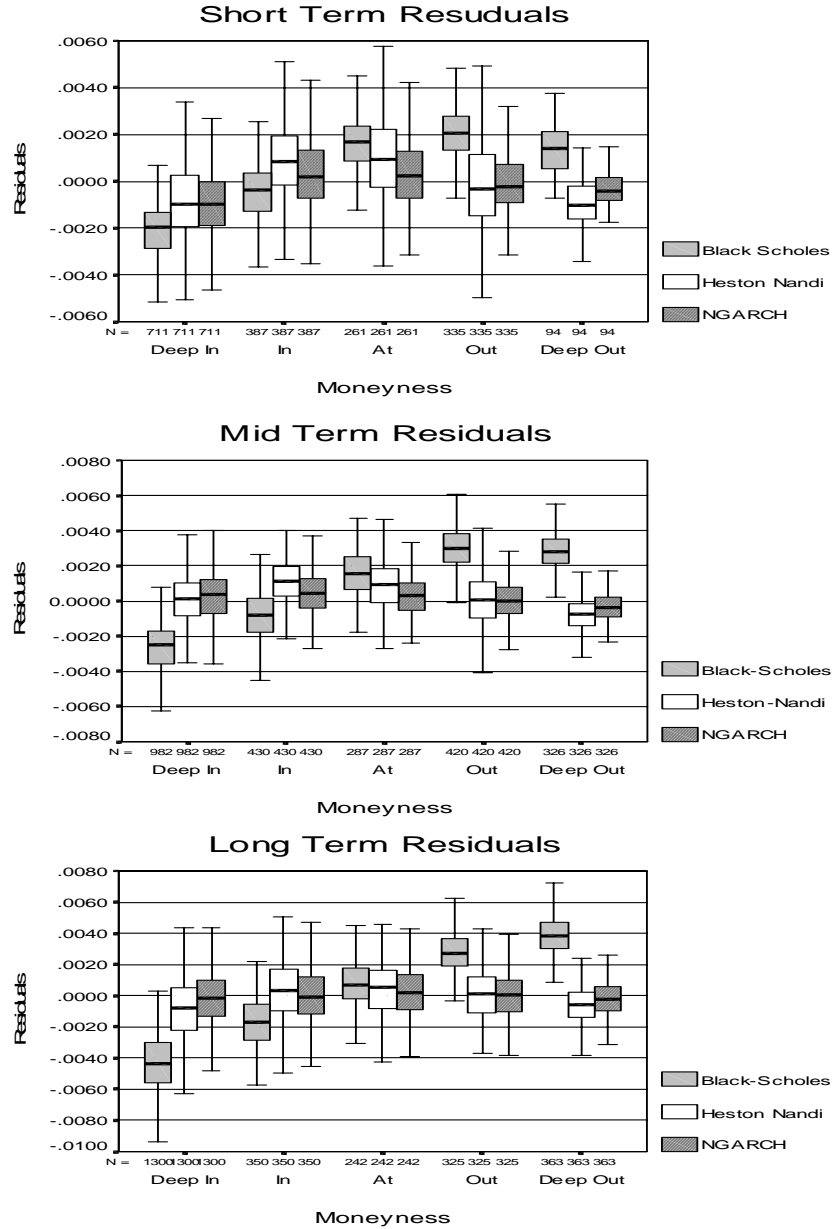 Short Term Resuduals
.0060
.0040
.0020
.0000
-.0020
-.0040
-.0060
Residuals
Black Scholes
Heston Nandi
NGARCH
N = 711 711 711 387 387 387 261 261 261 335 335 335 94 94 94
Deep In In At Out Deep Out
Moneyness
Mid Term Residuals
.0080
.0060
.0040
.0020
0.0000
-.0020
-.0040
-.0060
-.0080
Residuals
Black-Scholes
Heston-Nandi
NGARCH
N = 982 982 982 430 430 430 287 287 287 420 420 420 326 326 326
Deep In In At Out Deep Out
Moneyness
Long Term Residuals
.0080
.0060
.0040
.0020
.0000
-.0020
-.0040
-.0060
-.0080
-.0100
Residuals
Black-Scholes
Heston Nandi
NGARCH
N = 1300 1300 1300 350 350 350 242 242 242 325 325 325 363 363 363
Deep In In At Out Deep Out
Moneyness